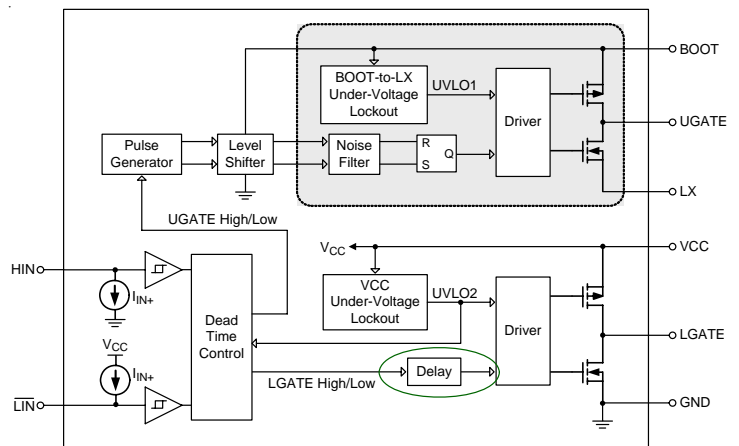 BOOT
BOOT-to-LX
Under-Voltage
Lockout
UVLO1
Driver
UGATE
Pulse
Generator
Level
Shifter
Noise
Filter
R
S
Q
LX
UGATE High/Low
VCC
VCC
HIN
IIN+
VCC
Under-Voltage
Lockout
UVLO2
Driver
Dead
Time
Control
VCC
IIN+
LGATE
LGATE High/Low
Delay
LIN
GND